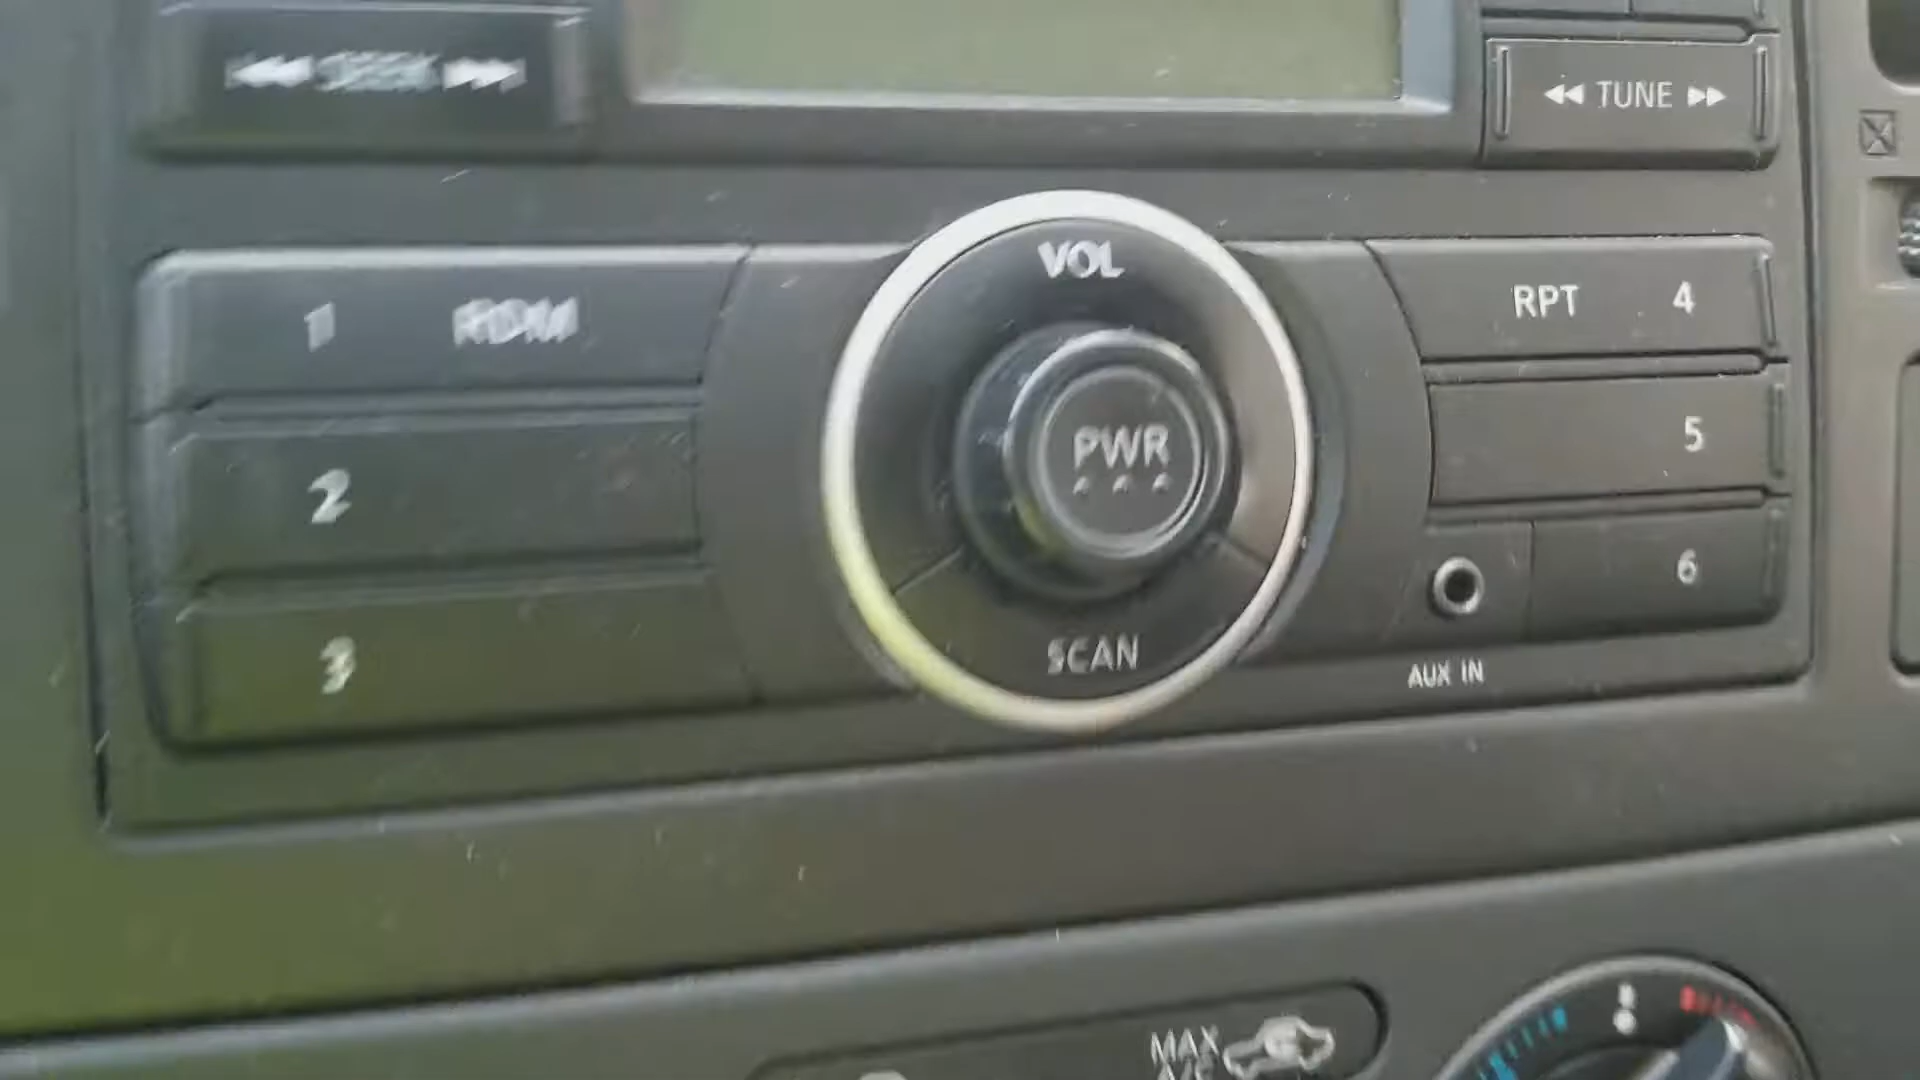 SEEK
TUNE
VOL
1 RDM
RPT 4
PWR
2
5
3
6
SCAN
AUX IN
MAX
A/C